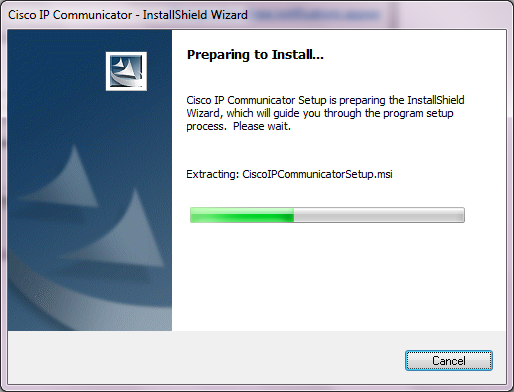 Cisco IP Communicator - InstallShield Wizard
Preparing to Install...
Cisco IP Communicator Setup is preparing the InstallShield
Wizard, which will guide you through the program setup
process.  Please wait.
Extracting: CiscoIPCommunicatorSetup.msi
Cancel